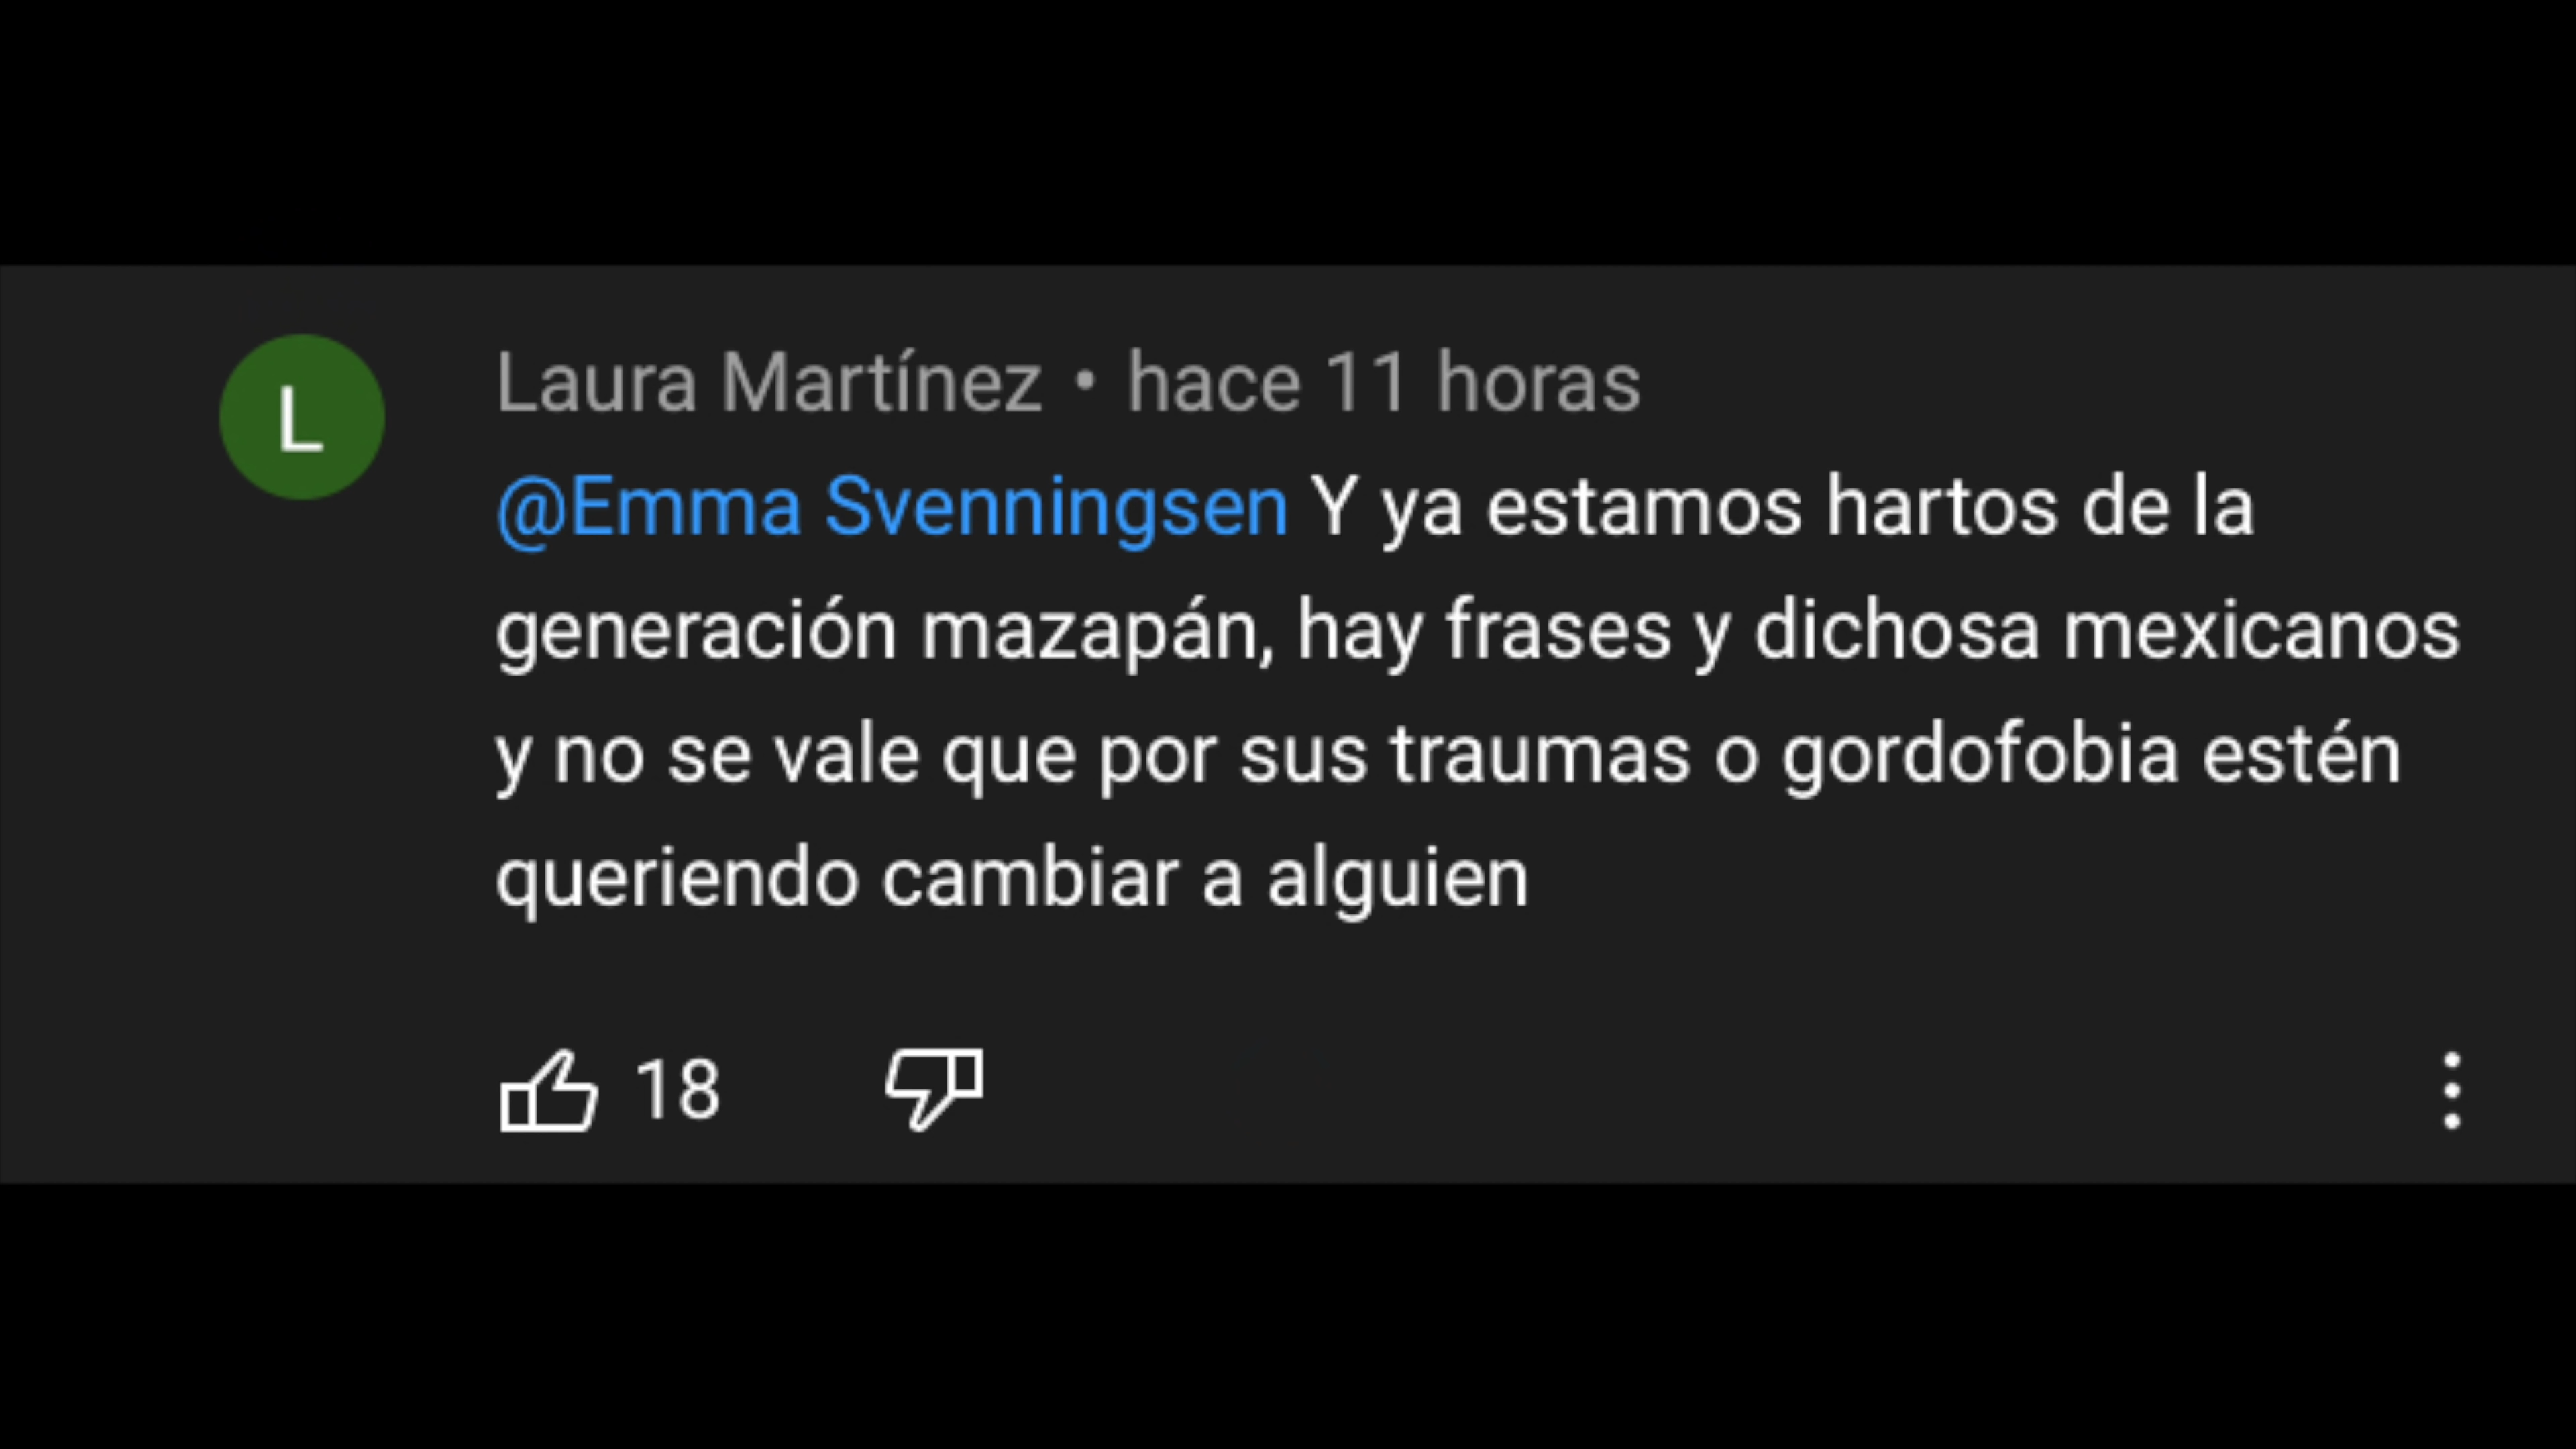 L
Laura Martínez • hace 11 horas
@Emma Svenningsen Y ya estamos hartos de la
generación mazapán, hay frases y dichosa mexicanos
y no se vale que por sus traumas o gordofobia estén
queriendo cambiar a alguien
18